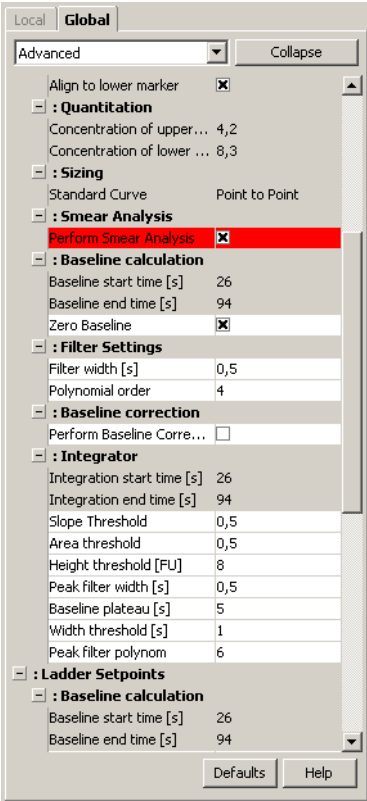 Local Global
Advanced Collapse
Align to lower marker
: Quantitation
Concentration of upper... 4,2
Concentration of lower ... 8,3
: Sizing
Standard Curve Point to Point
: Smear Analysis
Perform Smear Analysis
: Baseline calculation
Baseline start time [s] 26
Baseline end time [s] 94
Zero Baseline
: Filter Settings
Filter width [s] 0,5
Polynomial order 4
: Baseline correction
Perform Baseline Corre...
: Integrator
Integration start time [s] 26
Integration end time [s] 94
Slope Threshold 0,5
Area threshold 0,5
Height threshold [FU] 8
Peak filter width [s] 0,5
Baseline plateau [s] 5
Width threshold [s] 1
Peak filter polynom 6
: Ladder Setpoints
: Baseline calculation
Baseline start time [s] 26
Baseline end time [s] 94
Defaults Help